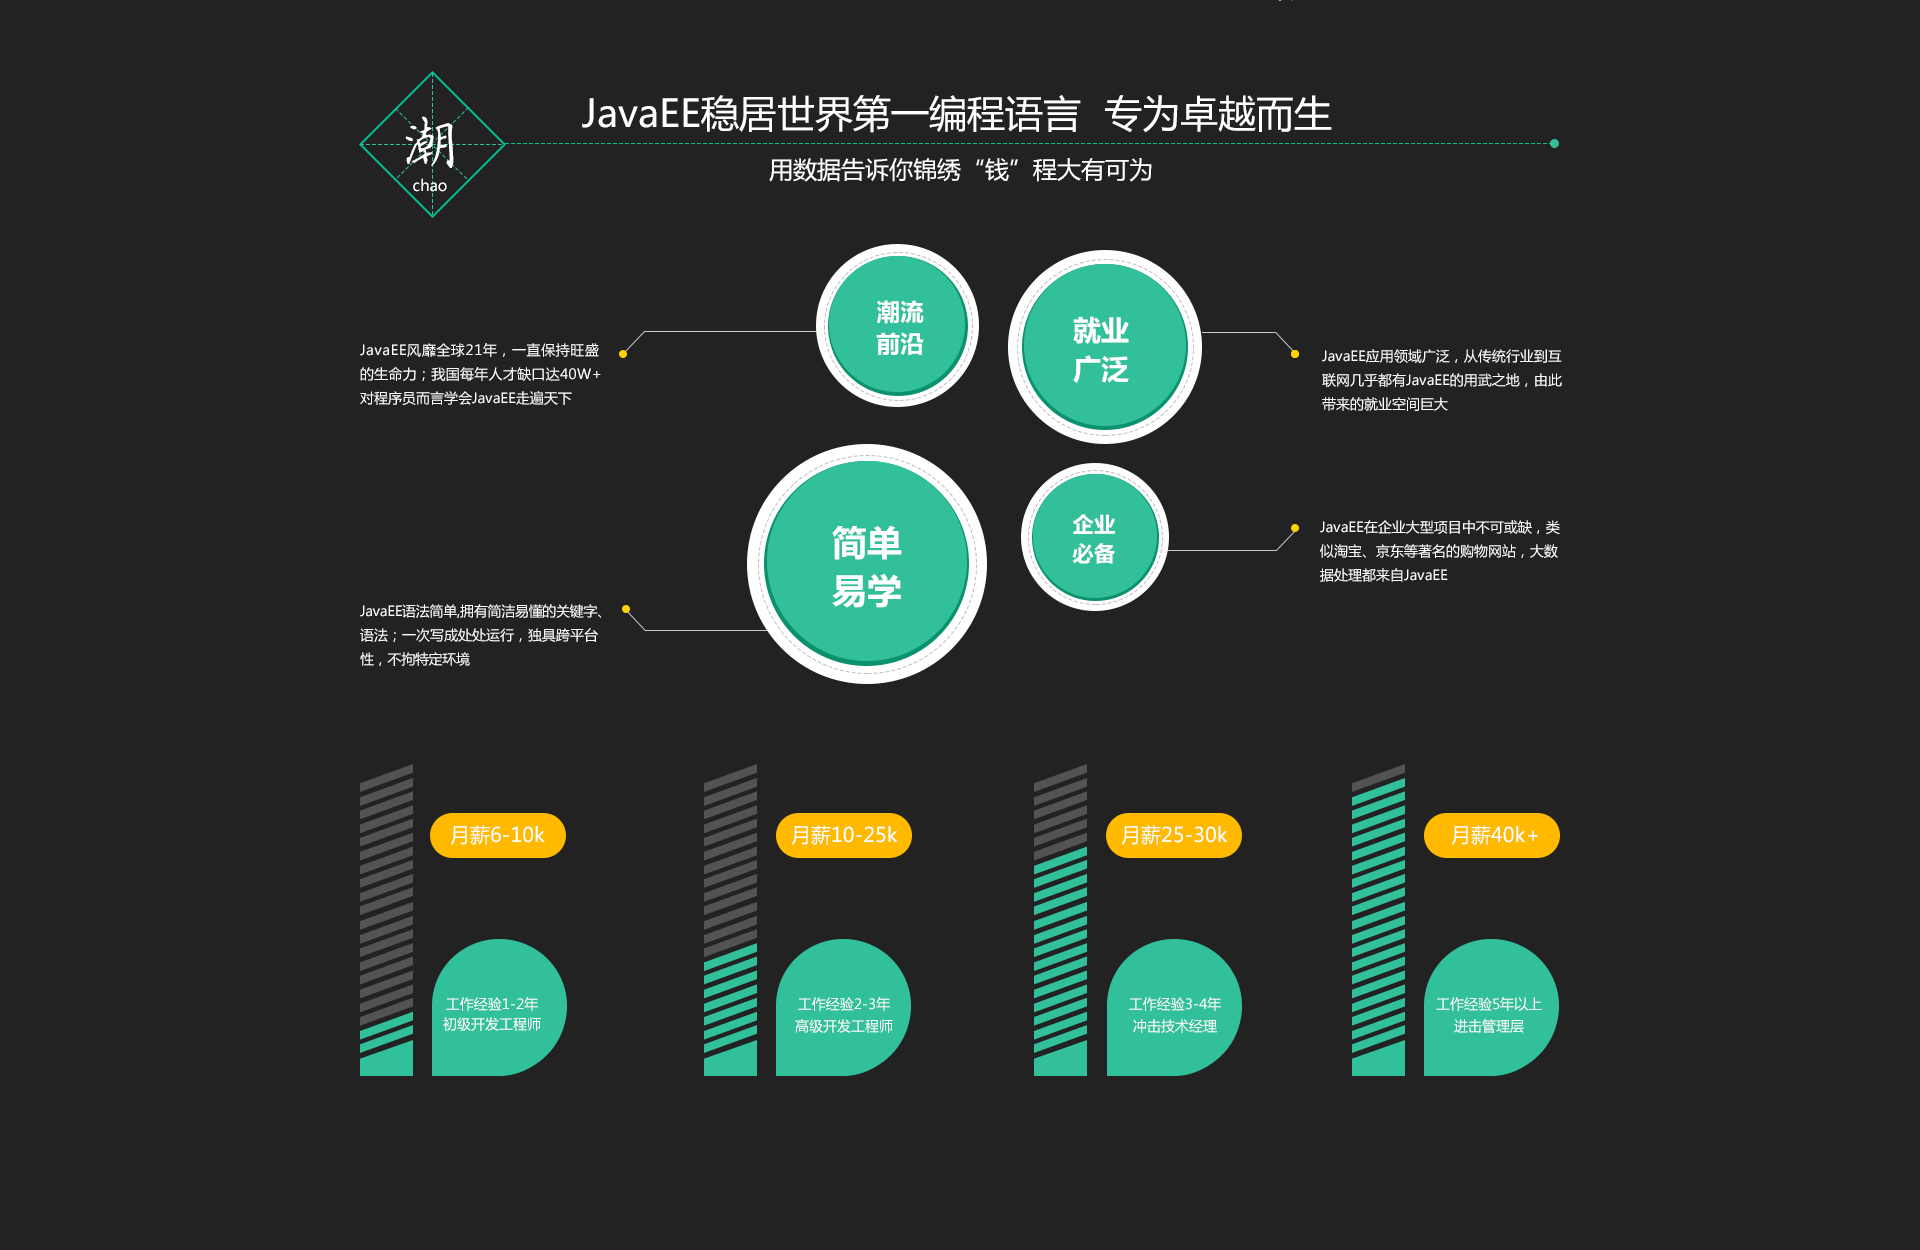 潮
chao
JavaEE稳居世界第一编程语言 专为卓越而生
用数据告诉你锦绣“钱”程大有可为
潮流
前沿
JavaEE风靡全球21年，一直保持旺盛
的生命力；我国每年人才缺口达40W+
对程序员而言学会JavaEE走遍天下
就业
广泛
JavaEE应用领域广泛，从传统行业到互
联网几乎都有JavaEE的用武之地，由此
带来的就业空间巨大
简单
易学
JavaEE语法简单,拥有简洁易懂的关键字、
语法；一次写成处处运行，独具跨平台
性，不拘特定环境
企业
必备
JavaEE在企业大型项目中不可或缺，类
似淘宝、京东等著名的购物网站，大数
据处理都来自JavaEE
月薪6-10k
工作经验1-2年
初级开发工程师
月薪10-25k
工作经验2-3年
高级开发工程师
月薪25-30k
工作经验3-4年
冲击技术经理
月薪40k+
工作经验5年以上
进击管理层